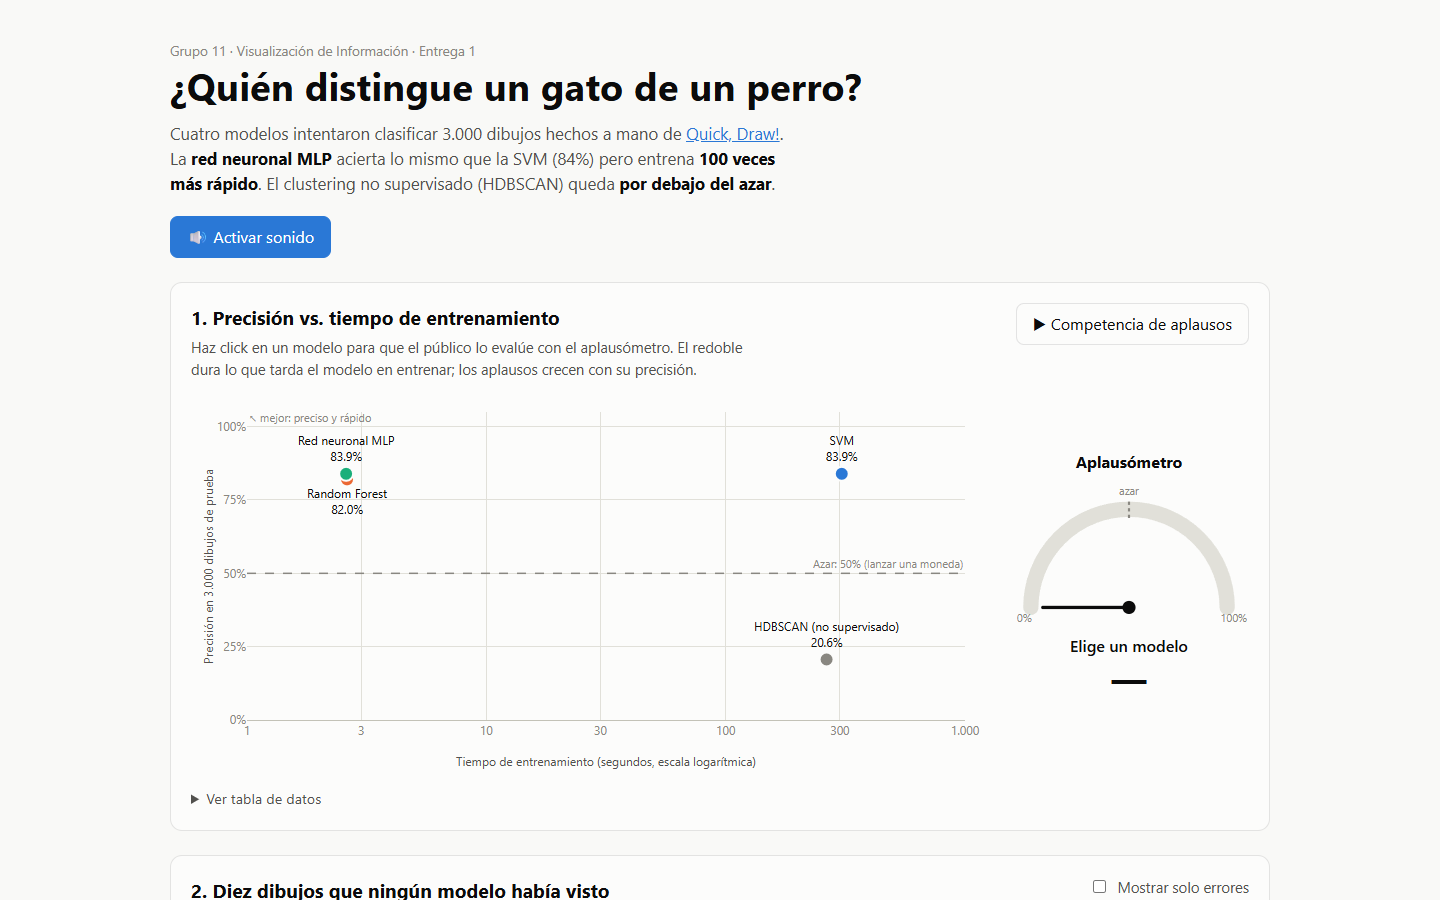 Grupo 11 · Visualización de Información · Entrega 1
¿Quién distingue un gato de un perro?
Cuatro modelos intentaron clasificar 3.000 dibujos hechos a mano de Quick, Draw!.
La red neuronal MLP acierta lo mismo que la SVM (84%) pero entrena 100 veces
más rápido. El clustering no supervisado (HDBSCAN) queda por debajo del azar.
Activar sonido
1. Precisión vs. tiempo de entrenamiento
▶ Competencia de aplausos
Haz click en un modelo para que el público lo evalúe con el aplausómetro. El redoble
dura lo que tarda el modelo en entrenar; los aplausos crecen con su precisión.
↖ mejor: preciso y rápido
100%
Red neuronal MLP
83.9%
SVM
83.9%
Random Forest
82.0%
75%
Azar: 50% (lanzar una moneda)
50%
HDBSCAN (no supervisado)
20.6%
25%
0%
Precisión en 3.000 dibujos de prueba
1
3
10
30
100
300
1.000
Tiempo de entrenamiento (segundos, escala logarítmica)
Aplausómetro
azar
0%
100%
Elige un modelo
—
▶ Ver tabla de datos
2. Diez dibujos que ningún modelo había visto
Mostrar solo errores